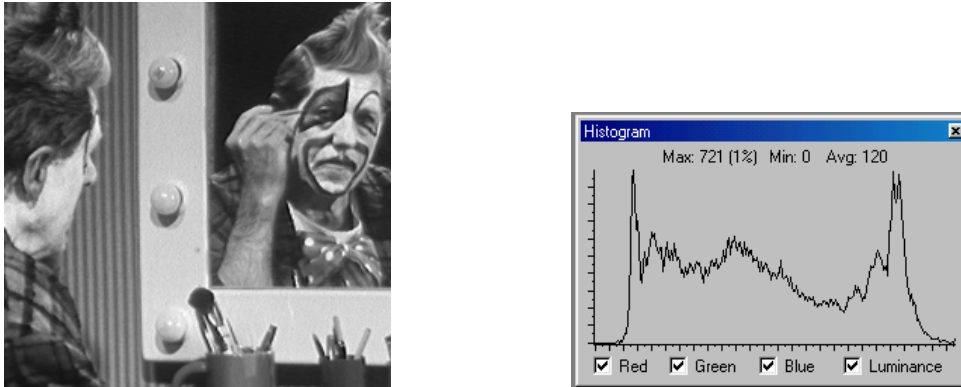 Histogram
Max: 721 (1%) Min: 0 Avg: 120
Red Green Blue Luminance